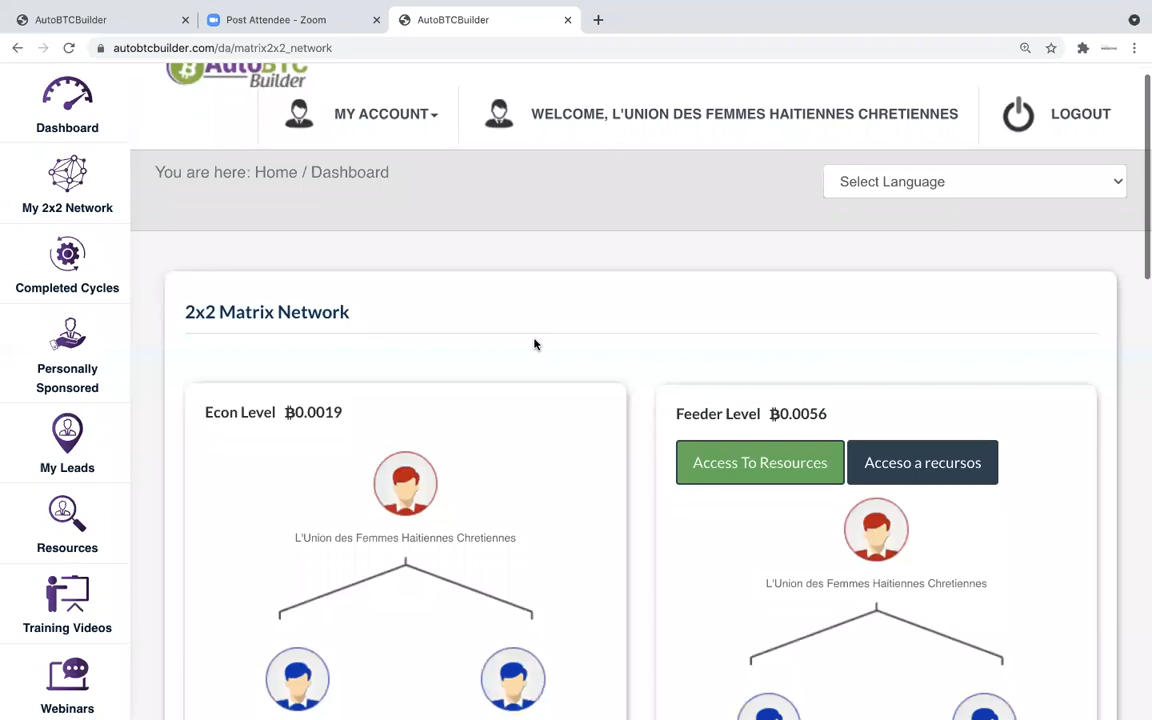 AutoBTCBuilder
Post Attendee - Zoom
AutoBTCBuilder
autobtcbuilder.com/da/matrix2x2_network
AutoBTC
Builder
MY ACCOUNT
WELCOME, L'UNION DES FEMMES HAITIENNES CHRETIENNES
LOGOUT
Dashboard
My 2x2 Network
Completed Cycles
Personally
Sponsored
My Leads
Resources
Training Videos
Webinars
You are here: Home / Dashboard
Select Language
2x2 Matrix Network
Econ Level ₿0.0019
L'Union des Femmes Haitiennes Chretiennes
Feeder Level ₿0.0056
Access To Resources
Acceso a recursos
L'Union des Femmes Haitiennes Chretiennes